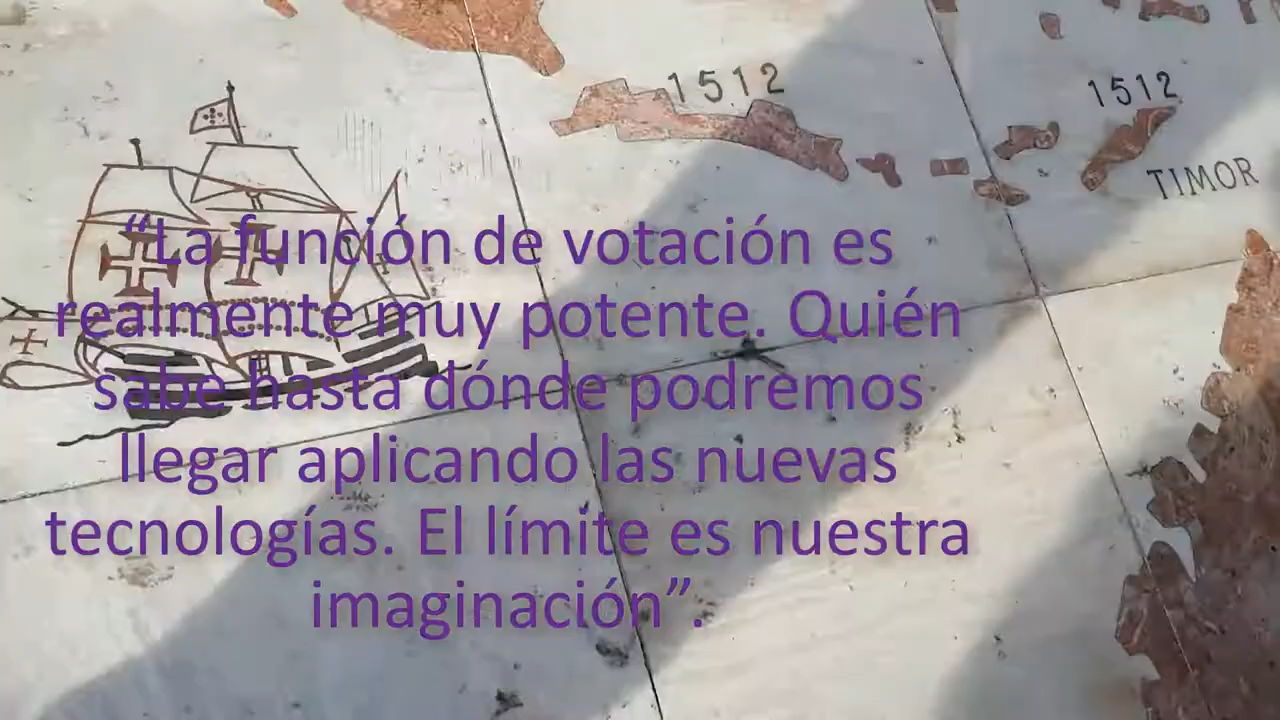 1512
1512
TIMOR
“La función de votación es
realmente muy potente. Quién
sabe hasta dónde podremos
llegar aplicando las nuevas
tecnologías. El límite es nuestra
imaginación”.